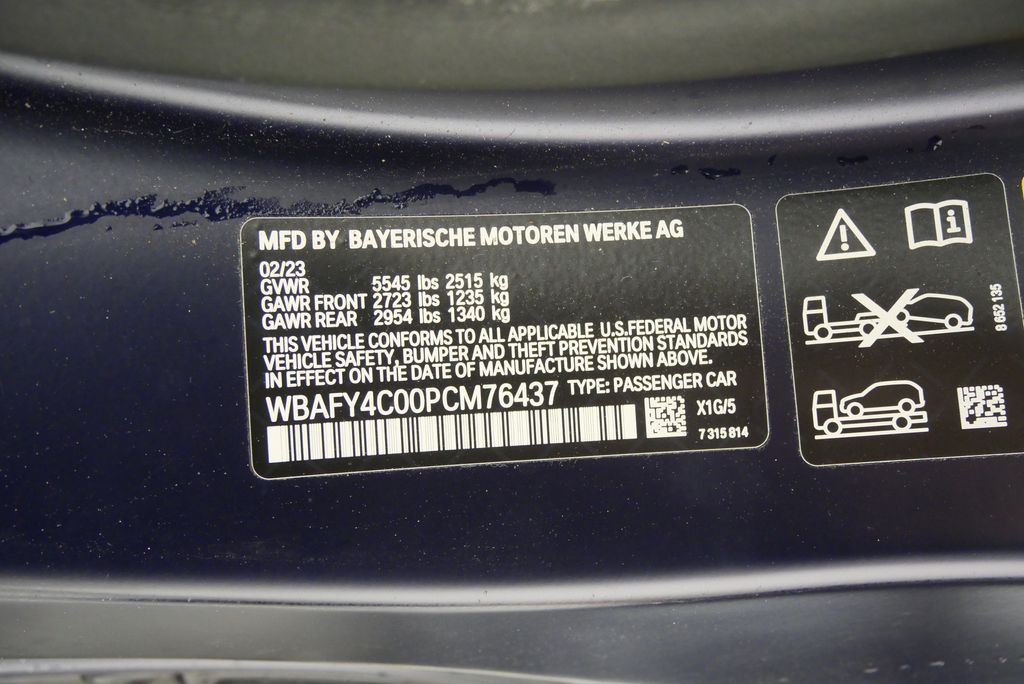 MFD BY BAYERISCHE MOTOREN WERKE AG
02/23
GVWR 5545 lbs 2515 kg
GAWR FRONT 2723 lbs 1235 kg
GAWR REAR 2954 lbs 1340 kg
THIS VEHICLE CONFORMS TO ALL APPLICABLE U.S.FEDERAL MOTOR
VEHICLE SAFETY, BUMPER AND THEFT PREVENTION STANDARDS
IN EFFECT ON THE DATE OF MANUFACTURE SHOWN ABOVE.
WBAFY4C00PCM76437 TYPE: PASSENGER CAR
X1G/5
7 315 814
8 652 135